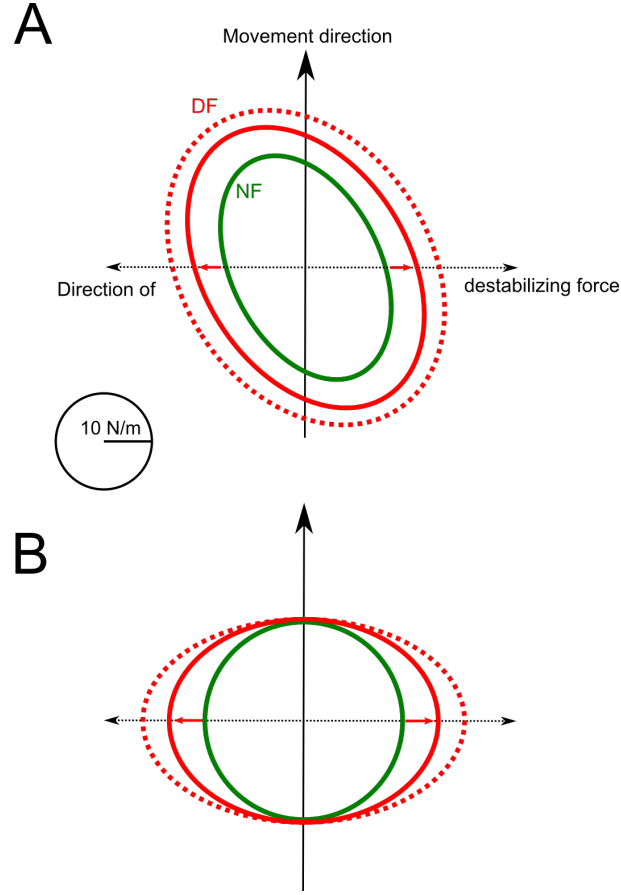 A
Movement direction
DF
NF
Direction of
destabilizing force
10 N/m
B